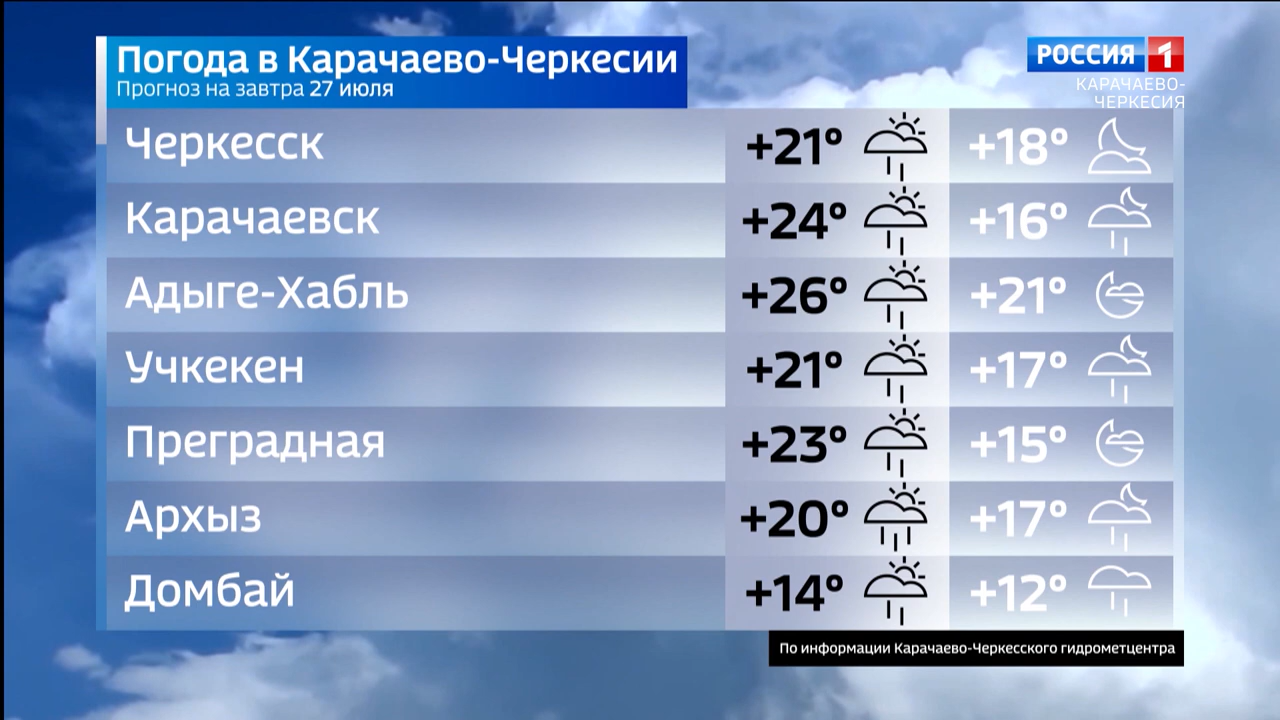 Погода в Карачаево-Черкесии
Прогноз на завтра 27 июля
РОССИЯ 1
КАРАЧАЕВО-
ЧЕРКЕСИЯ
Черкесск +21° +18°
Карачаевск +24° +16°
Адыге-Хабль +26° +21°
Учкекен +21° +17°
Преградная +23° +15°
Архыз +20° +17°
Домбай +14° +12°
По информации Карачаево-Черкесского гидрометцентра